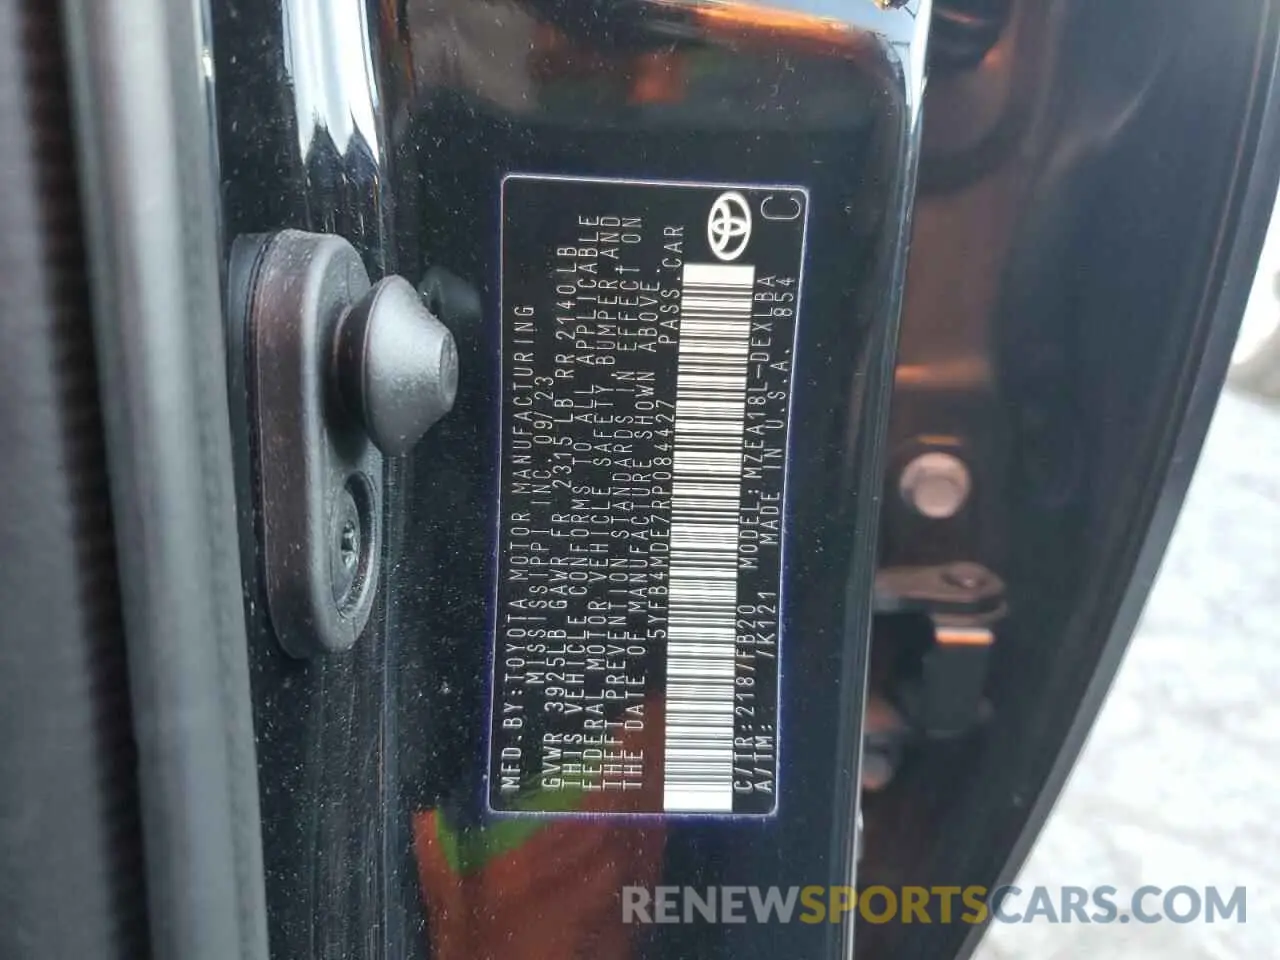 MFD.BY:TOYOTA MOTOR MANUFACTURING
MISSISSIPPI INC. 09/23
GVWR 3925LB GAWR FR 2315 LB RR 2140LB
THIS VEHICLE CONFORMS TO ALL APPLICABLE
FEDERAL MOTOR VEHICLE SAFETY,BUMPER,AND
THEFT PREVENTION STANDARDS IN EFFECT ON
THE DATE OF MANUFACTURE SHOWN ABOVE.
5YFB4MDE7RP084427 PASS.CAR
C/TR:218/FB20 MODEL:MZEA18L-DEXLBA
A/TM: /K121 MADE IN U.S.A. 854
C
RENEWSPORTSCARS.COM